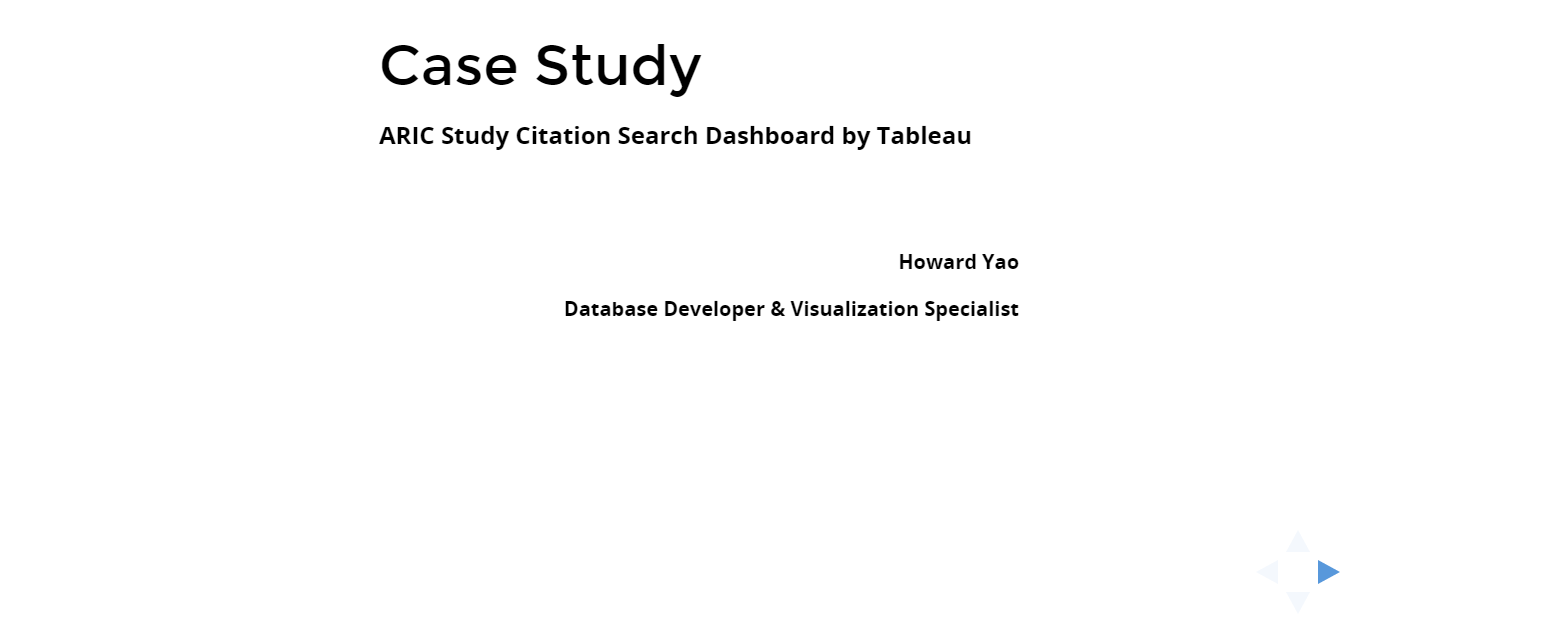 Case Study
ARIC Study Citation Search Dashboard by Tableau
Howard Yao
Database Developer & Visualization Specialist